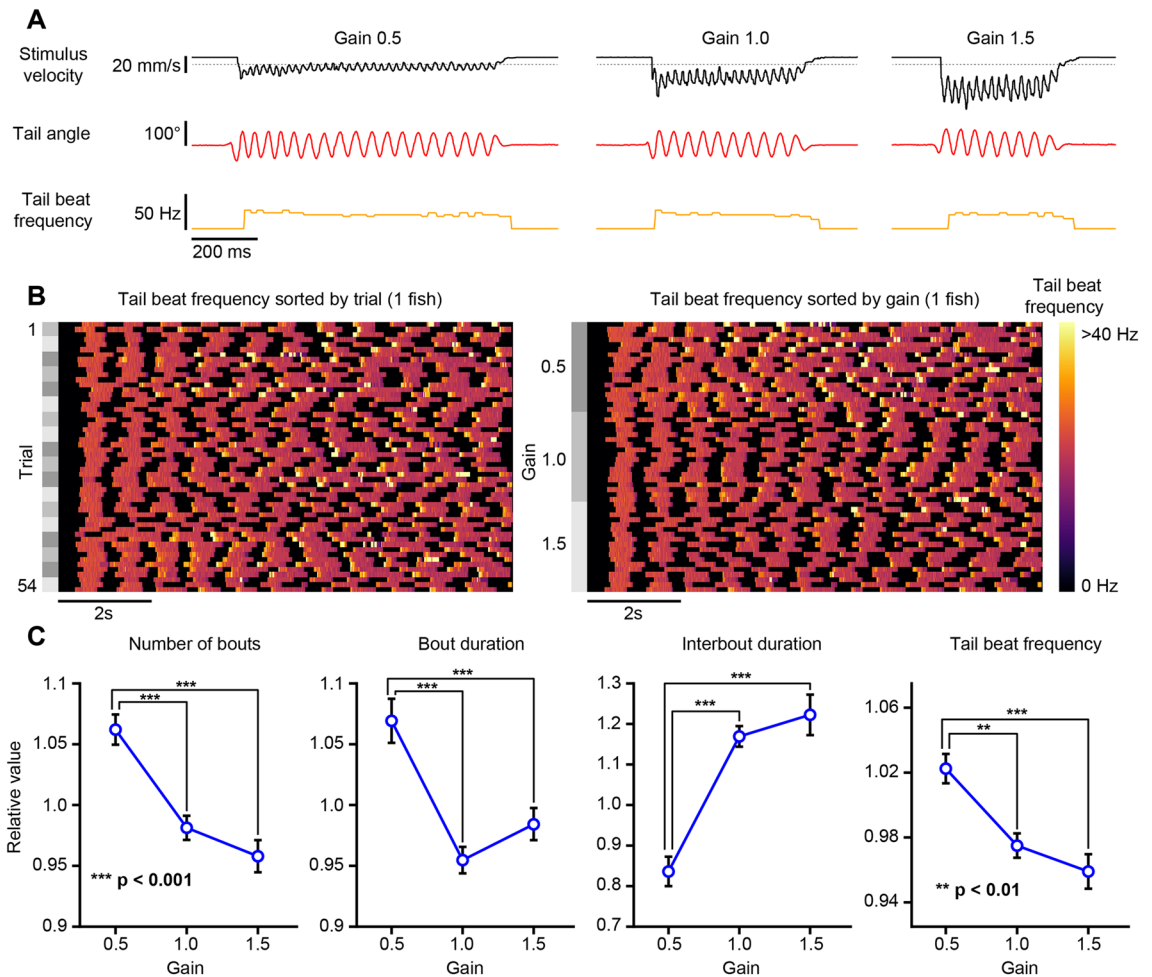 A
Gain 0.5
Gain 1.0
Gain 1.5
Stimulus
velocity
20 mm/s
Tail angle
100°
Tail beat
frequency
50 Hz
200 ms
B
Tail beat frequency sorted by trial (1 fish)
Tail beat frequency sorted by gain (1 fish)
Tail beat
frequency
1
Trial
54
2s
0.5
Gain
1.0
1.5
2s
>40 Hz
0 Hz
C
Number of bouts
Relative value
1.1
1.05
1.0
0.95
0.9
***
***
*** p < 0.001
0.5 1.0 1.5
Gain
Bout duration
1.1
1.05
1.0
0.95
0.9
***
***
0.5 1.0 1.5
Gain
Interbout duration
1.3
1.2
1.1
1.0
0.9
0.8
0.7
***
***
0.5 1.0 1.5
Gain
Tail beat frequency
1.06
1.02
0.98
0.94
***
**
** p < 0.01
0.5 1.0 1.5
Gain